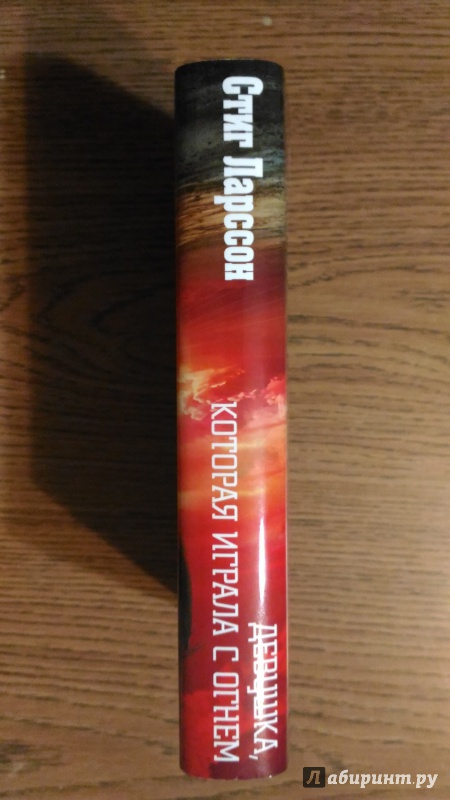 Стиг Ларссон
ДЕВУШКА,
КОТОРАЯ ИГРАЛА С ОГНЕМ
Лабиринт.ру